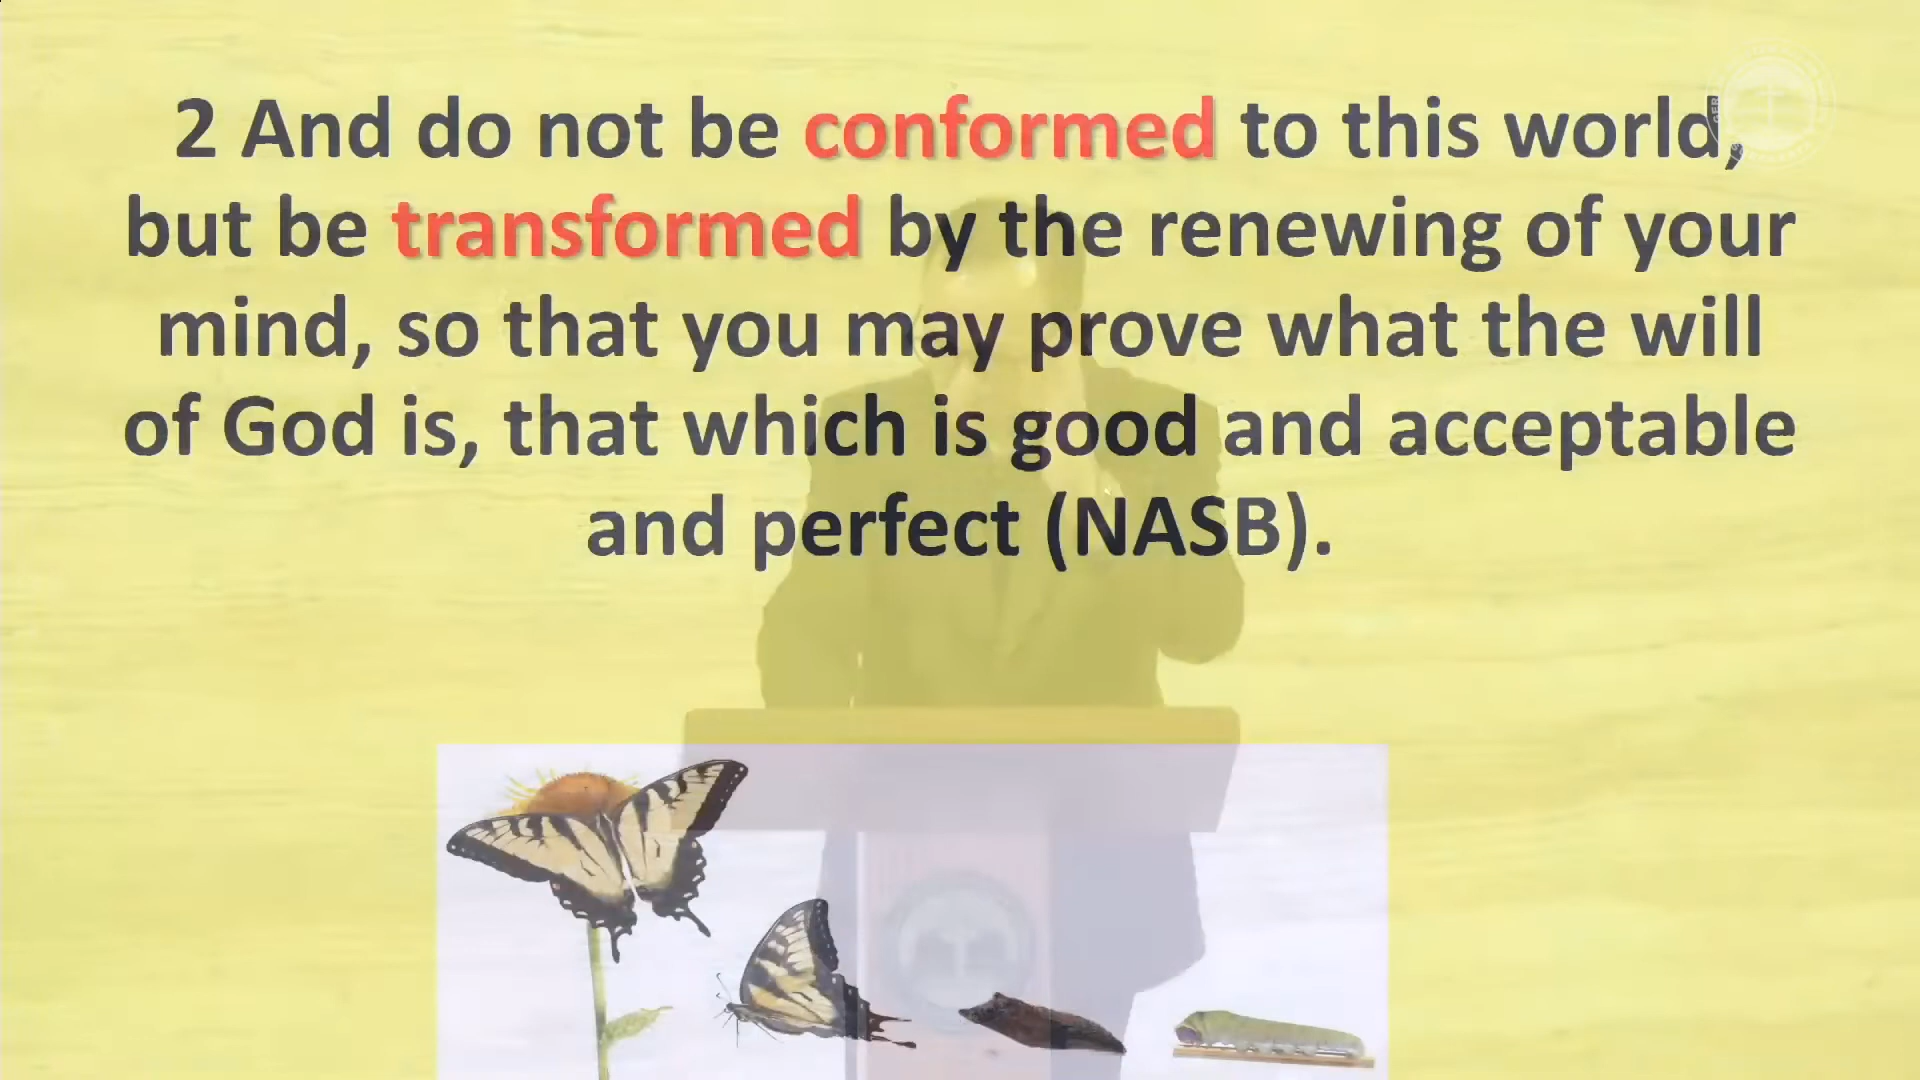 2 And do not be conformed to this world,
but be transformed by the renewing of your
mind, so that you may prove what the will
of God is, that which is good and acceptable
and perfect (NASB).